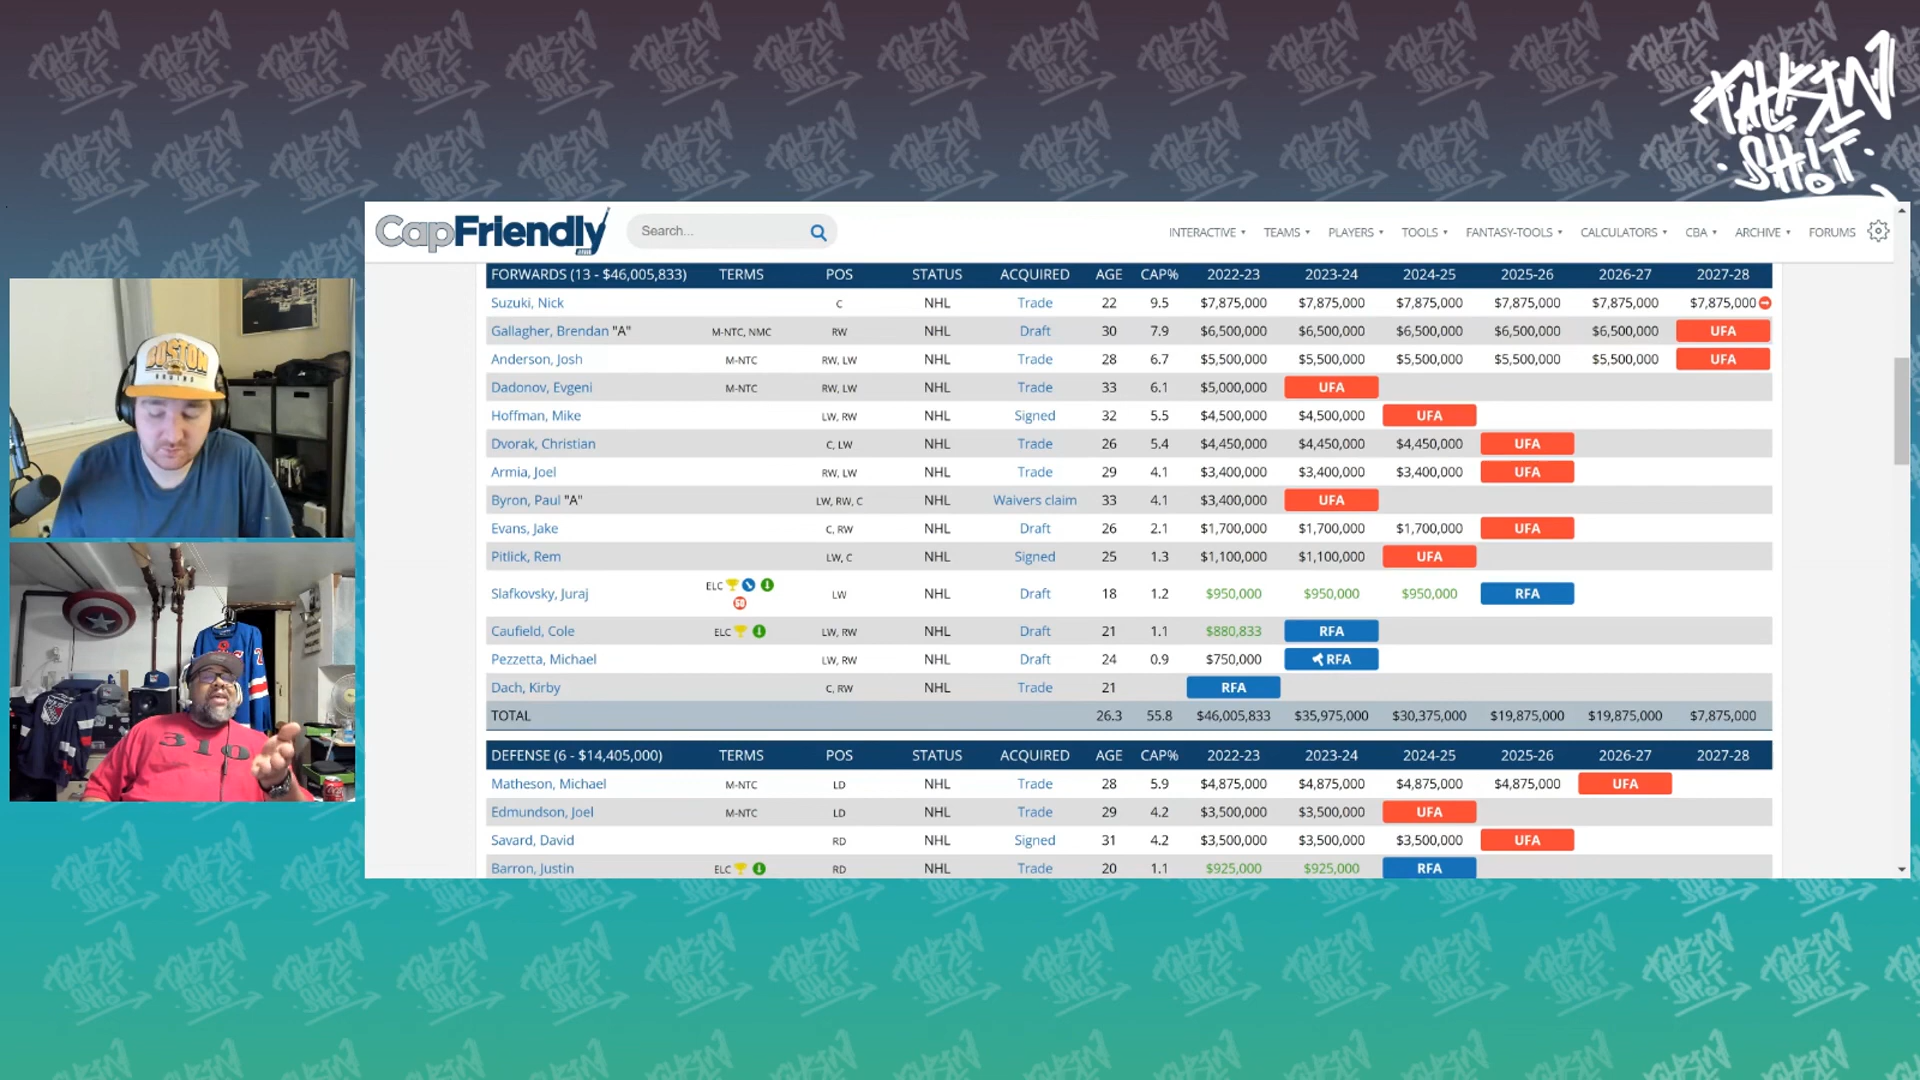 TALKIN
SH!T
CapFriendly
Search...
INTERACTIVE TEAMS PLAYERS TOOLS FANTASY-TOOLS CALCULATORS CBA ARCHIVE FORUMS
FORWARDS (13 - $46,005,833) TERMS POS STATUS ACQUIRED AGE CAP% 2022-23 2023-24 2024-25 2025-26 2026-27 2027-28
Suzuki, Nick C NHL Trade 22 9.5 $7,875,000 $7,875,000 $7,875,000 $7,875,000 $7,875,000 $7,875,000
Gallagher, Brendan "A" M-NTC, NMC RW NHL Draft 30 7.9 $6,500,000 $6,500,000 $6,500,000 $6,500,000 $6,500,000 UFA
Anderson, Josh M-NTC RW, LW NHL Trade 28 6.7 $5,500,000 $5,500,000 $5,500,000 $5,500,000 $5,500,000 UFA
Dadonov, Evgeni M-NTC RW, LW NHL Trade 33 6.1 $5,000,000 UFA
Hoffman, Mike LW, RW NHL Signed 32 5.5 $4,500,000 $4,500,000 UFA
Dvorak, Christian C, LW NHL Trade 26 5.4 $4,450,000 $4,450,000 $4,450,000 UFA
Armia, Joel RW, LW NHL Trade 29 4.1 $3,400,000 $3,400,000 $3,400,000 UFA
Byron, Paul "A" LW, RW, C NHL Waivers claim 33 4.1 $3,400,000 UFA
Evans, Jake C, RW NHL Draft 26 2.1 $1,700,000 $1,700,000 $1,700,000 UFA
Pitlick, Rem LW, C NHL Signed 25 1.3 $1,100,000 $1,100,000 UFA
Slafkovsky, Juraj ELC LW NHL Draft 18 1.2 $950,000 $950,000 $950,000 RFA
Caufield, Cole ELC LW, RW NHL Draft 21 1.1 $880,833 RFA
Pezzetta, Michael LW, RW NHL Draft 24 0.9 $750,000 RFA
Dach, Kirby C, RW NHL Trade 21 RFA
TOTAL 26.3 55.8 $46,005,833 $35,975,000 $30,375,000 $19,875,000 $19,875,000 $7,875,000
DEFENSE (6 - $14,405,000) TERMS POS STATUS ACQUIRED AGE CAP% 2022-23 2023-24 2024-25 2025-26 2026-27 2027-28
Matheson, Michael M-NTC LD NHL Trade 28 5.9 $4,875,000 $4,875,000 $4,875,000 $4,875,000 UFA
Edmundson, Joel M-NTC LD NHL Trade 29 4.2 $3,500,000 $3,500,000 UFA
Savard, David RD NHL Signed 31 4.2 $3,500,000 $3,500,000 $3,500,000 UFA
Barron, Justin ELC RD NHL Trade 20 1.1 $925,000 $925,000 RFA
BOSTON
BRUINS
310